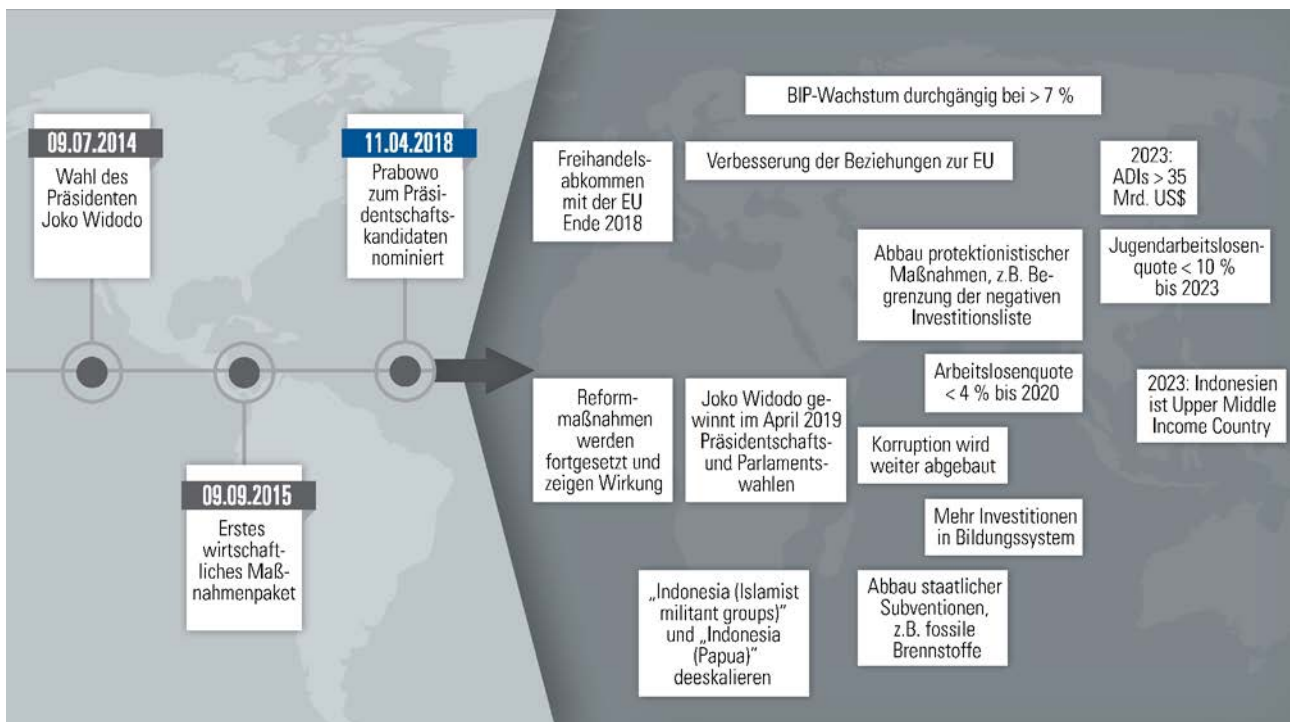 09.07.2014
Wahl des
Präsidenten
Joko Widodo
09.09.2015
Erstes
wirtschaft-
liches Maß-
nahmenpaket
11.04.2018
Prabowo
zum Präsi-
dentschafts-
kandidaten
nominiert
BIP-Wachstum durchgängig bei > 7 %
Freihandels-
abkommen
mit der EU
Ende 2018
Verbesserung der Beziehungen zur EU
2023:
ADIs > 35
Mrd. US$
Abbau protektionistischer
Maßnahmen, z.B. Be-
grenzung der negativen
Investitionsliste
Jugendarbeitslosen-
quote < 10 %
bis 2023
Arbeitslosenquote
< 4 % bis 2020
2023: Indonesien
ist Upper Middle
Income Country
Reform-
maßnahmen
werden
fortgesetzt und
zeigen Wirkung
Joko Widodo ge-
winnt im April 2019
Präsidentschafts-
und Parlaments-
wahlen
Korruption wird
weiter abgebaut
Mehr Investitionen
in Bildungssystem
„Indonesia (Islamist
militant groups)”
und „Indonesia
(Papua)”
deeskalieren
Abbau staatlicher
Subventionen,
z.B. fossile
Brennstoffe